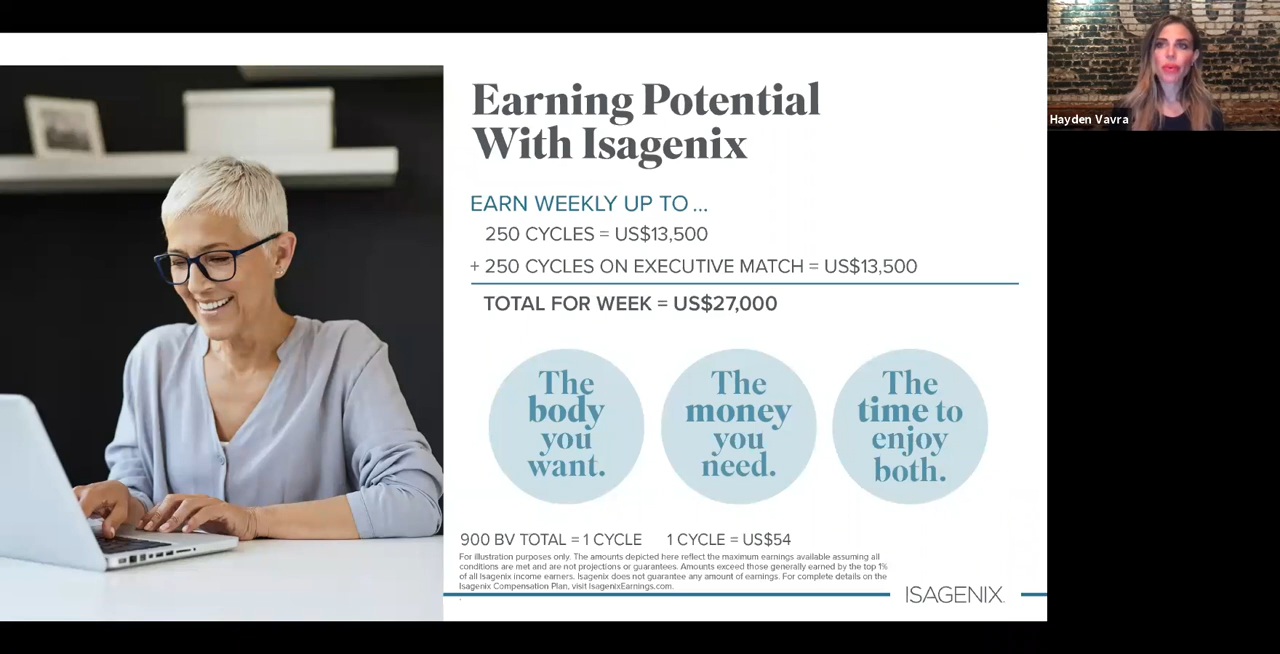 Earning Potential
With Isagenix
EARN WEEKLY UP TO ...
250 CYCLES = US$13,500
+ 250 CYCLES ON EXECUTIVE MATCH = US$13,500
TOTAL FOR WEEK = US$27,000
The
body
you
want.
The
money
you
need.
The
time to
enjoy
both.
900 BV TOTAL = 1 CYCLE 1 CYCLE = US$54
For illustration purposes only. The amounts depicted here reflect the maximum earnings available assuming all
conditions are met and are not projections or guarantees. Amounts exceed those generally earned by the top 1%
of all Isagenix income earners. Isagenix does not guarantee any amount of earnings. For complete details on the
Isagenix Compensation Plan, visit IsagenixEarnings.com.
ISAGENIX.
Hayden Vavra